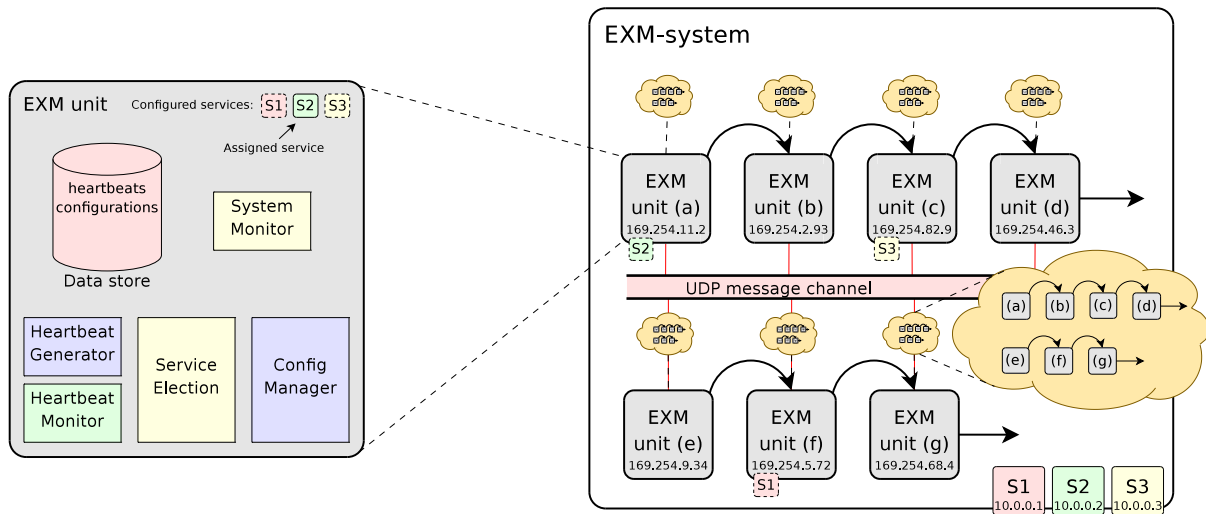 EXM unit
Configured services:
S1
S2
S3
Assigned service
heartbeats
configurations
Data store
System
Monitor
Heartbeat
Generator
Heartbeat
Monitor
Service
Election
Config
Manager
EXM-system
EXM
unit (a)
169.254.11.2
S2
EXM
unit (b)
169.254.2.93
EXM
unit (c)
169.254.82.9
S3
EXM
unit (d)
169.254.46.3
UDP message channel
(a)
(b)
(c)
(d)
(e)
(f)
(g)
EXM
unit (e)
169.254.9.34
EXM
unit (f)
169.254.5.72
S1
EXM
unit (g)
169.254.68.4
S1
10.0.0.1
S2
10.0.0.2
S3
10.0.0.3